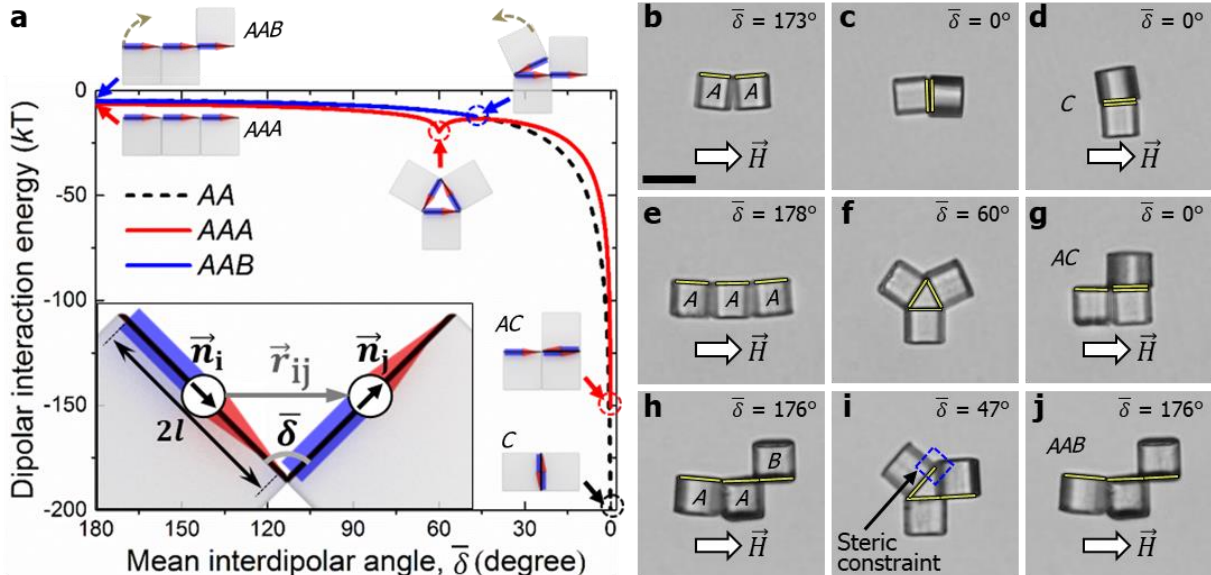 a
AAB
AAA
0
-50
-100
-150
-200
Dipolar interaction energy (kT)
AA
AAA
AAB
AC
C
n⃗i
r⃗ij
n⃗j
δ̅
2l
180 150 120 90 60 30 0
Mean interdipolar angle, δ̅ (degree)
b
δ̅ = 173°
A A
H⃗
c
δ̅ = 0°
d
δ̅ = 0°
C
H⃗
e
δ̅ = 178°
A A A
H⃗
f
δ̅ = 60°
g
δ̅ = 0°
AC
H⃗
h
δ̅ = 176°
B
A A
H⃗
i
δ̅ = 47°
Steric
constraint
j
δ̅ = 176°
AAB
H⃗